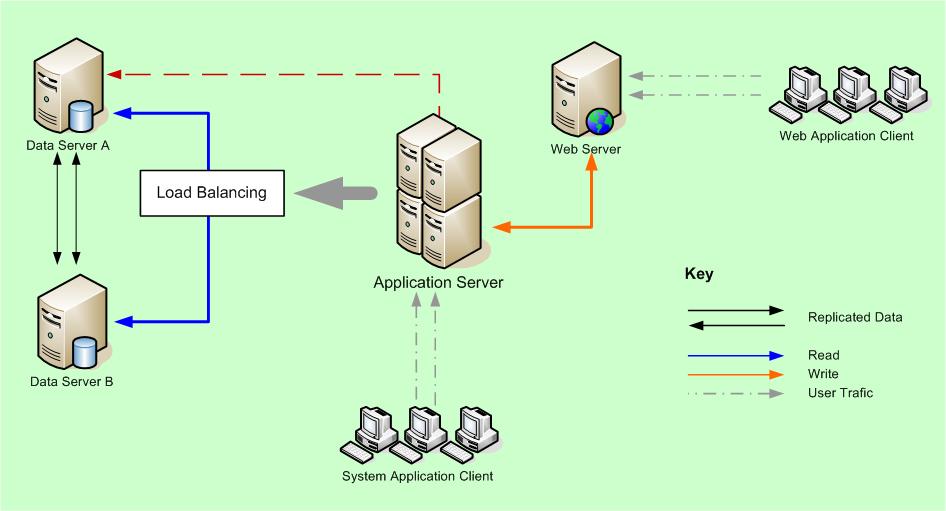 Data Server A
Web Server
Web Application Client
Load Balancing
Application Server
Data Server B
System Application Client
Key
Replicated Data
Read
Write
User Trafic